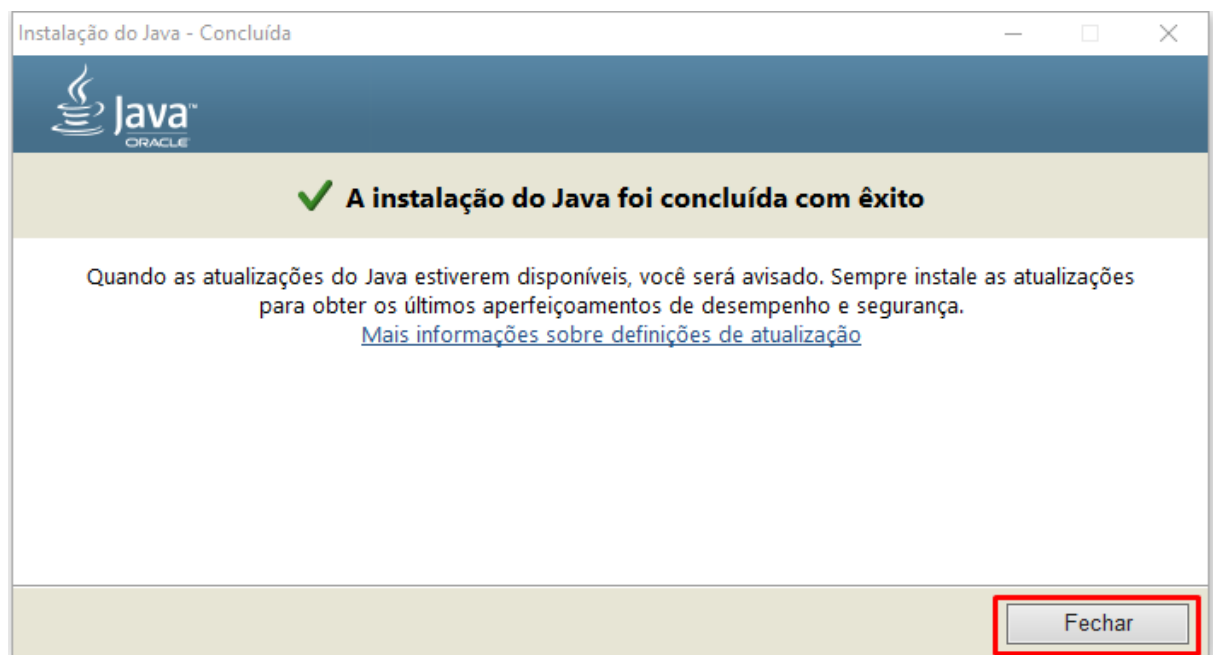 Instalação do Java - Concluída
Java™
ORACLE
A instalação do Java foi concluída com êxito
Quando as atualizações do Java estiverem disponíveis, você será avisado. Sempre instale as atualizações
para obter os últimos aperfeiçoamentos de desempenho e segurança.
Mais informações sobre definições de atualização
Fechar